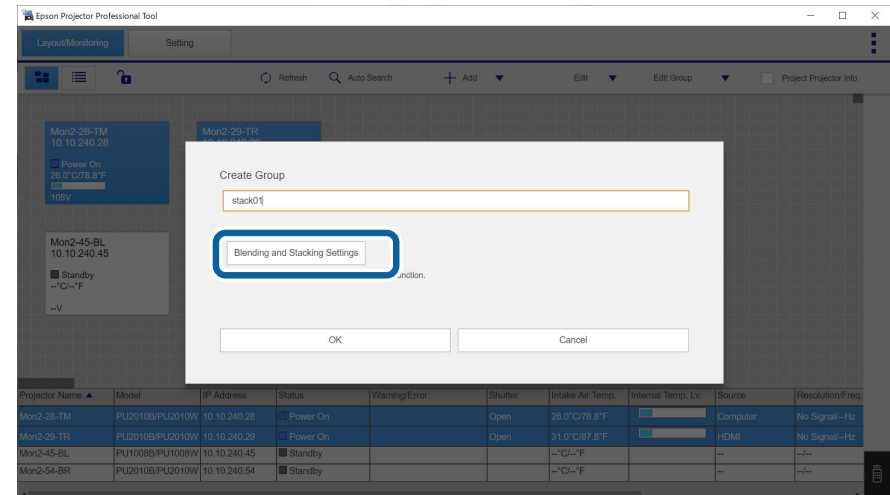 Epson Projector Professional Tool
Layout/Monitoring Setting
Refresh Auto Search Add Edit Edit Group Project Projector Info
Mon2-28-TM
10.10.240.28
Power On
26.0°C/78.8°F
105V
Mon2-29-TR
Mon2-45-BL
10.10.240.45
Standby
--°C/--°F
--V
Create Group
stack01
Blending and Stacking Settings
unction.
OK Cancel
Projector Name Model IP Address Status Warning/Error Shutter Intake Air Temp. Internal Temp. Lv. Source Resolution/Freq.
Mon2-28-TM PU2010B/PU2010W 10.10.240.28 Power On Open 26.0°C/78.8°F Computer No Signal/--Hz
Mon2-29-TR PU2010B/PU2010W 10.10.240.29 Power On Open 31.0°C/87.8°F HDMI No Signal/--Hz
Mon2-45-BL PU1008B/PU1008W 10.10.240.45 Standby --°C/--°F -- --/--
Mon2-54-BR PU2010B/PU2010W 10.10.240.54 Standby --°C/--°F -- --/--